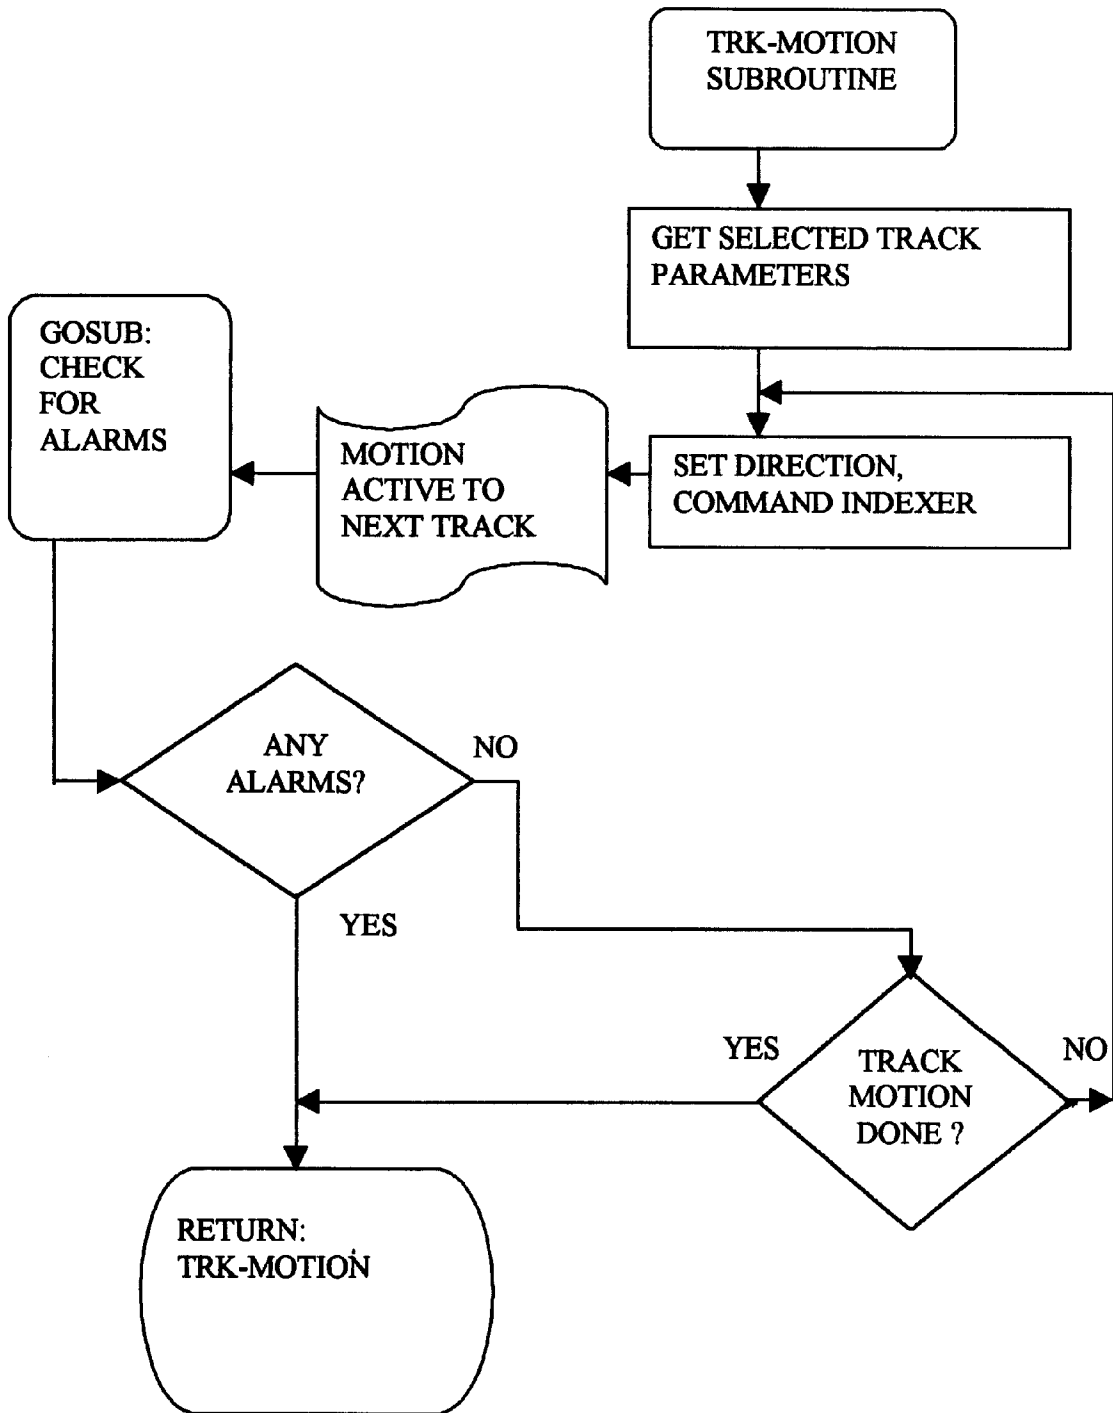 TRK-MOTION
SUBROUTINE
GET SELECTED TRACK
PARAMETERS
SET DIRECTION,
COMMAND INDEXER
MOTION
ACTIVE TO
NEXT TRACK
GOSUB:
CHECK
FOR
ALARMS
ANY
ALARMS?
NO
YES
TRACK
MOTION
DONE ?
YES
NO
RETURN:
TRK-MOTION